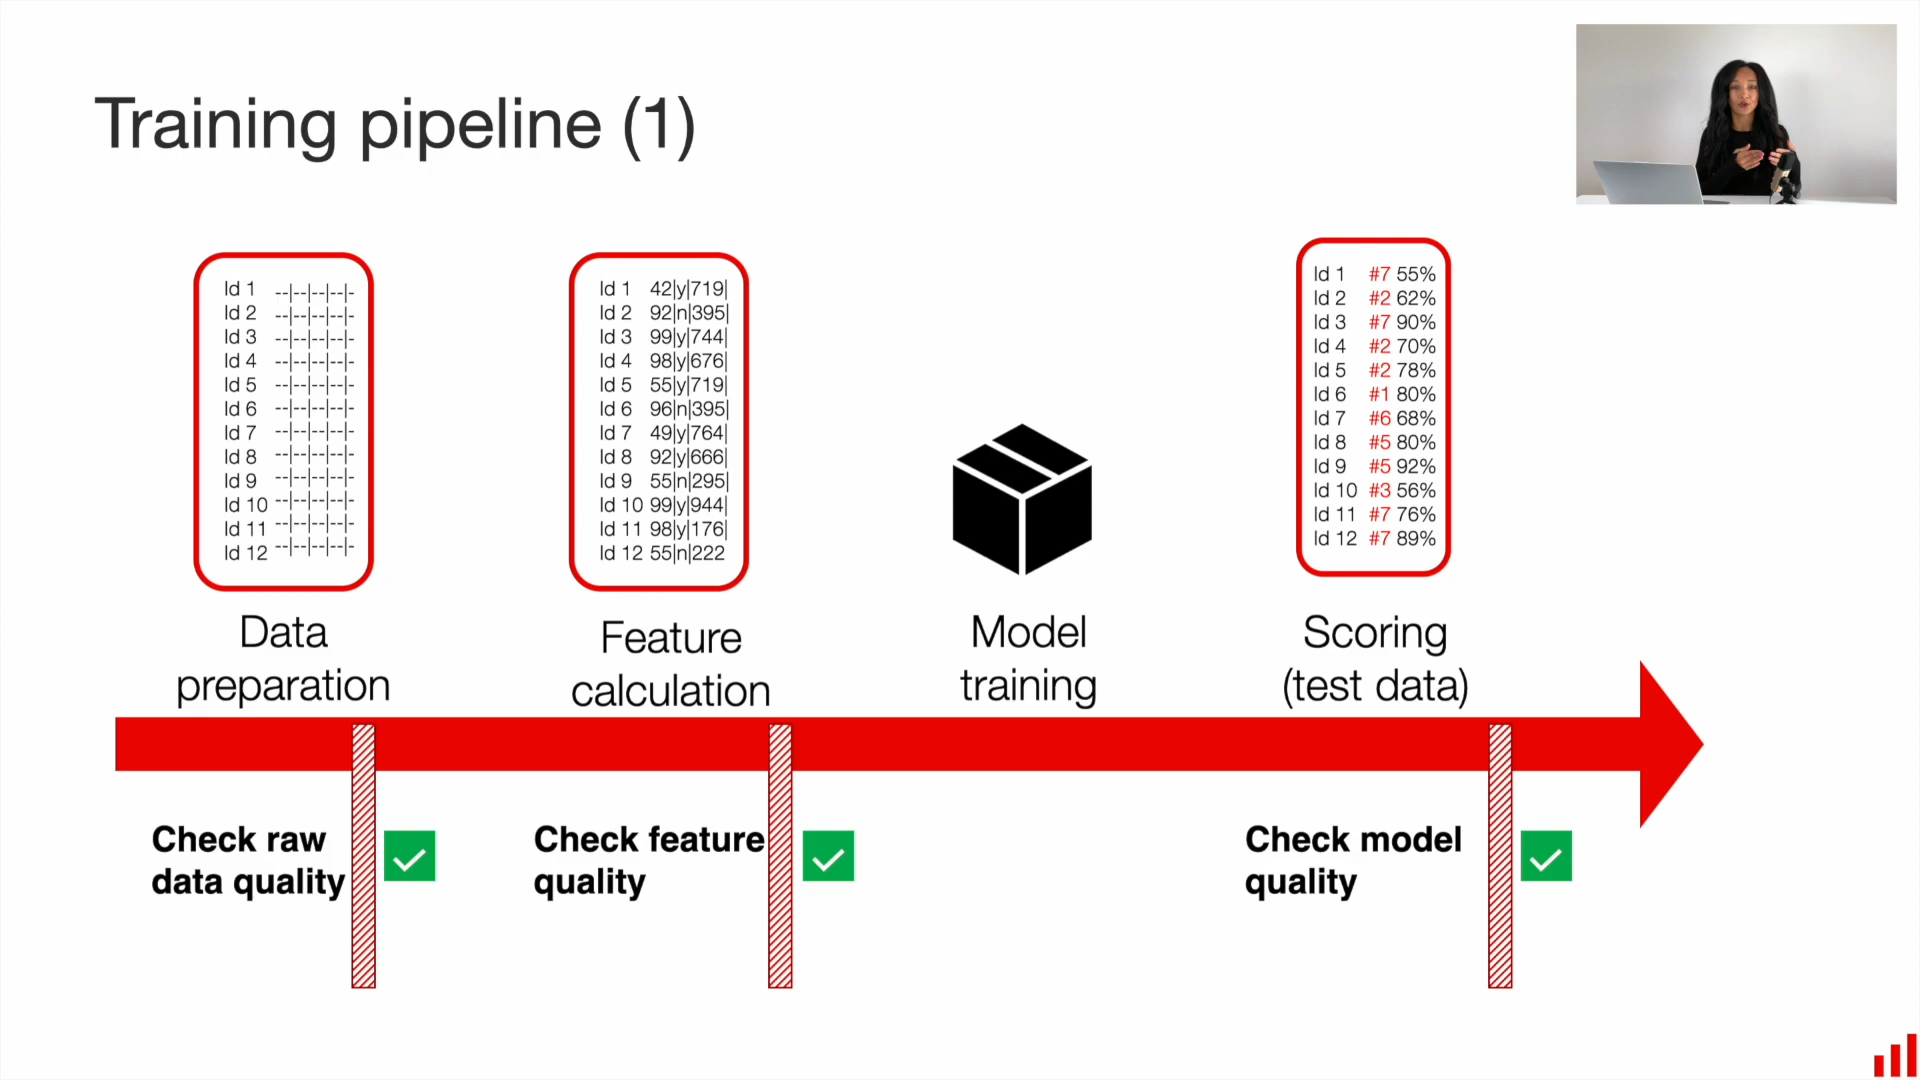 Training pipeline (1)
Id 1 --|--|--|--|-
Id 2 --|--|--|--|-
Id 3 --|--|--|--|-
Id 4 --|--|--|--|-
Id 5 --|--|--|--|-
Id 6 --|--|--|--|-
Id 7 --|--|--|--|-
Id 8 --|--|--|--|-
Id 9 --|--|--|--|-
Id 10 --|--|--|--|-
Id 11 --|--|--|--|-
Id 12 --|--|--|--|-
Data
preparation
Id 1 42|y|719|
Id 2 92|n|395|
Id 3 99|y|744|
Id 4 98|y|676|
Id 5 55|y|719|
Id 6 96|n|395|
Id 7 49|y|764|
Id 8 92|y|666|
Id 9 55|n|295|
Id 10 99|y|944|
Id 11 98|y|176|
Id 12 55|n|222
Feature
calculation
Model
training
Id 1 #7 55%
Id 2 #2 62%
Id 3 #7 90%
Id 4 #2 70%
Id 5 #2 78%
Id 6 #1 80%
Id 7 #6 68%
Id 8 #5 80%
Id 9 #5 92%
Id 10 #3 56%
Id 11 #7 76%
Id 12 #7 89%
Scoring
(test data)
Check raw
data quality
Check feature
quality
Check model
quality